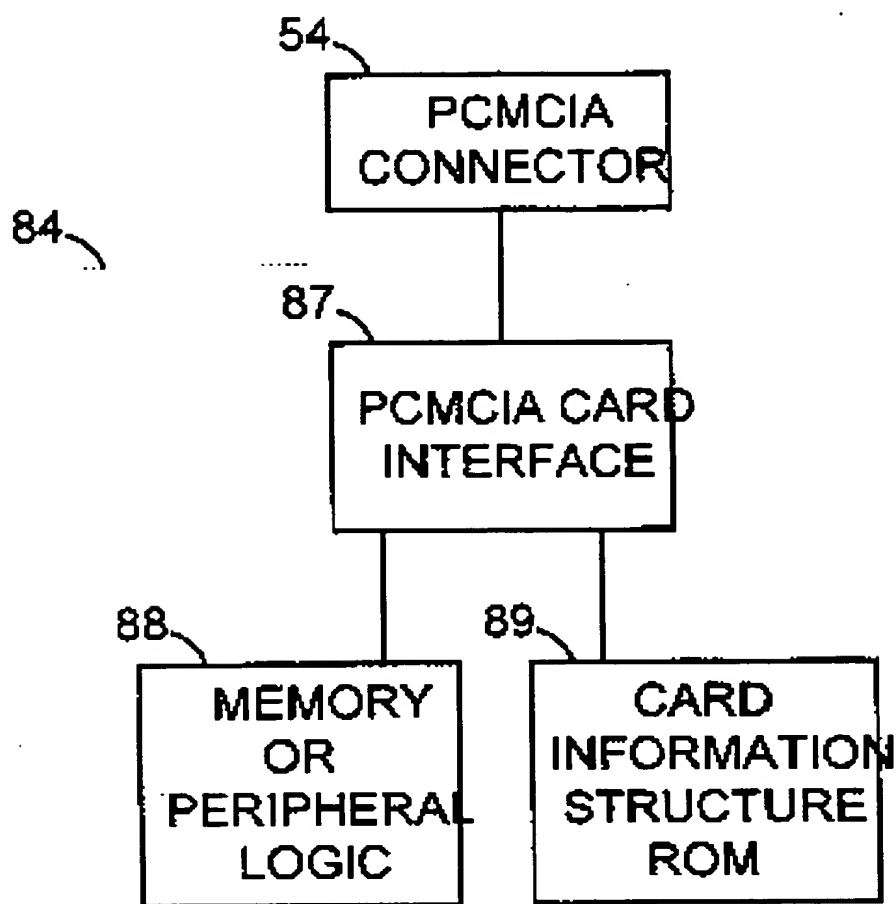 54
PCMCIA
CONNECTOR
84
87
PCMCIA CARD
INTERFACE
88
MEMORY
OR
PERIPHERAL
LOGIC
89
CARD
INFORMATION
STRUCTURE
ROM